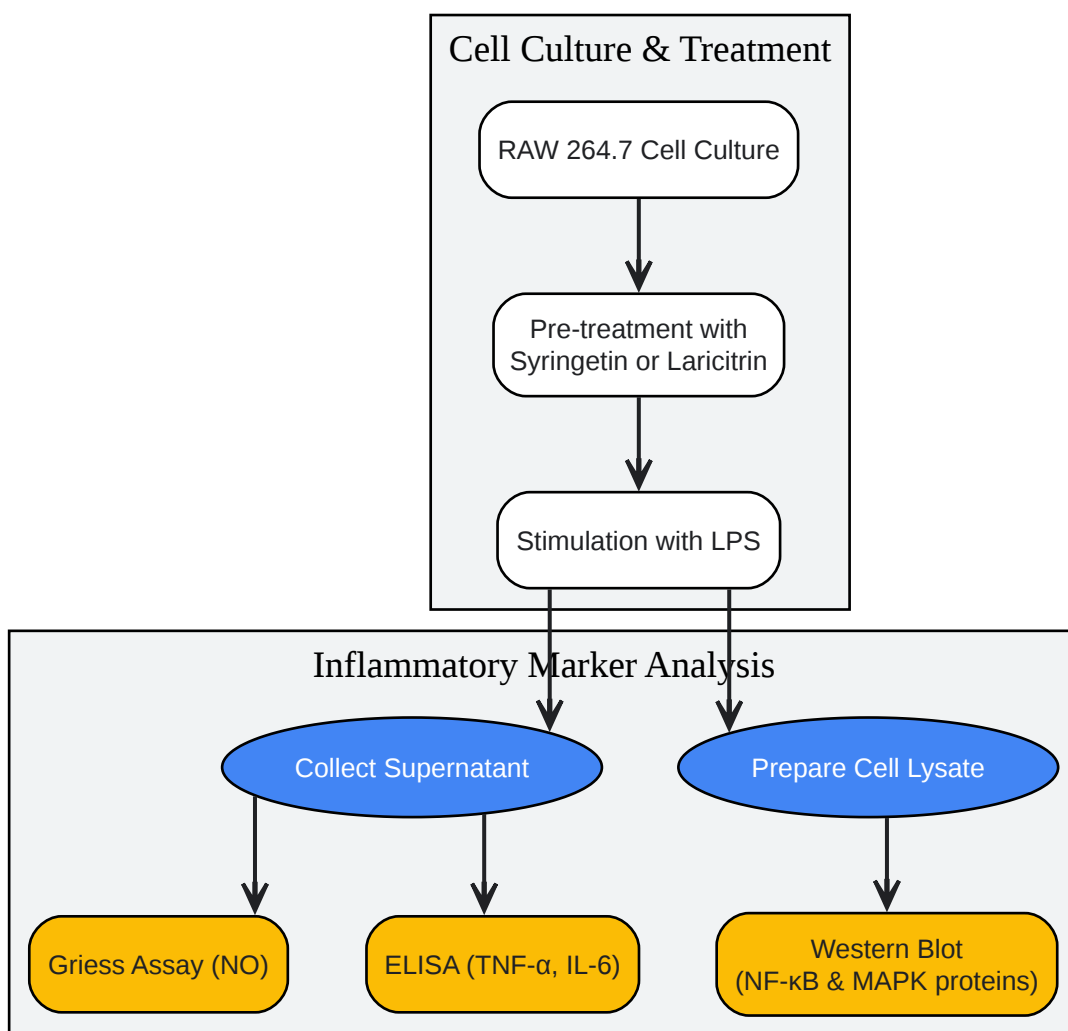 Cell Culture & Treatment
RAW 264.7 Cell Culture
Pre-treatment with
Syringetin or Laricitrin
Stimulation with LPS
Inflammatory Marker Analysis
Collect Supernatant
Prepare Cell Lysate
Griess Assay (NO)
ELISA (TNF-α, IL-6)
Western Blot
(NF-κB & MAPK proteins)